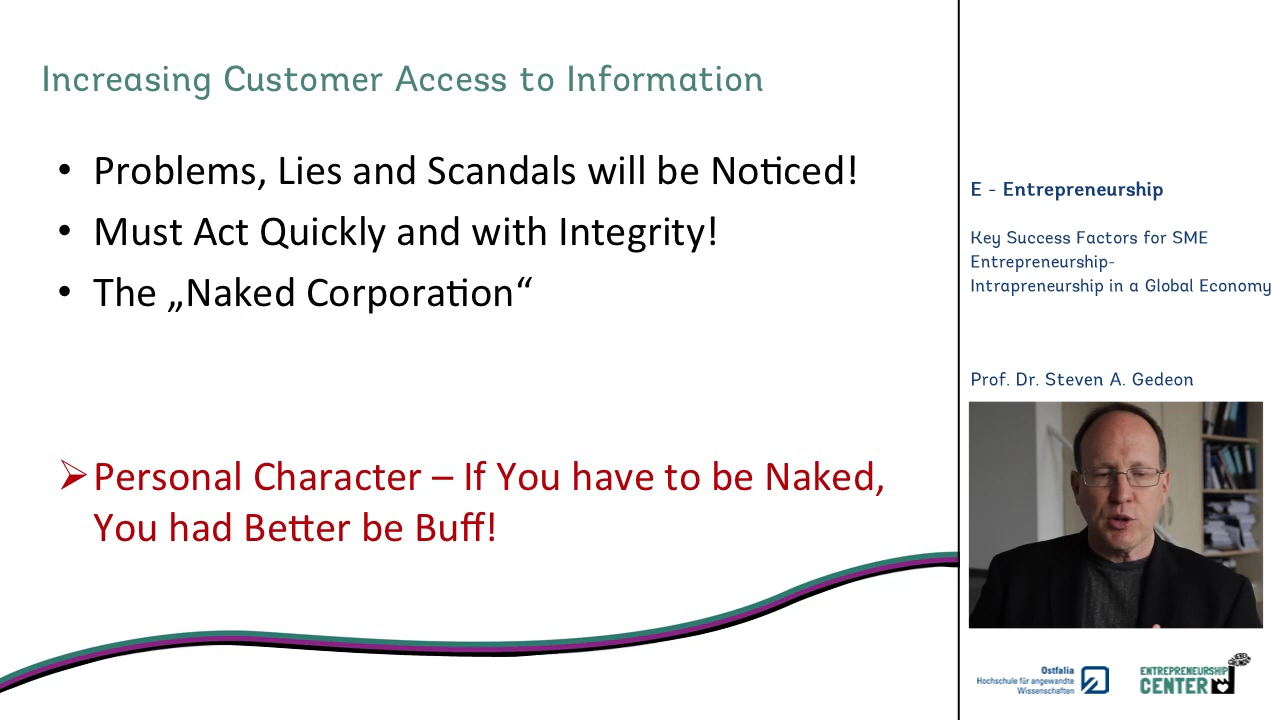 Increasing Customer Access to Information
• Problems, Lies and Scandals will be Noticed!
• Must Act Quickly and with Integrity!
• The „Naked Corporation“
➢ Personal Character – If You have to be Naked,
You had Better be Buff!
E - Entrepreneurship
Key Success Factors for SME
Entrepreneurship-
Intrapreneurship in a Global Economy
Prof. Dr. Steven A. Gedeon
Ostfalia
Hochschule für angewandte
Wissenschaften
ENTREPRENEURSHIP
CENTER